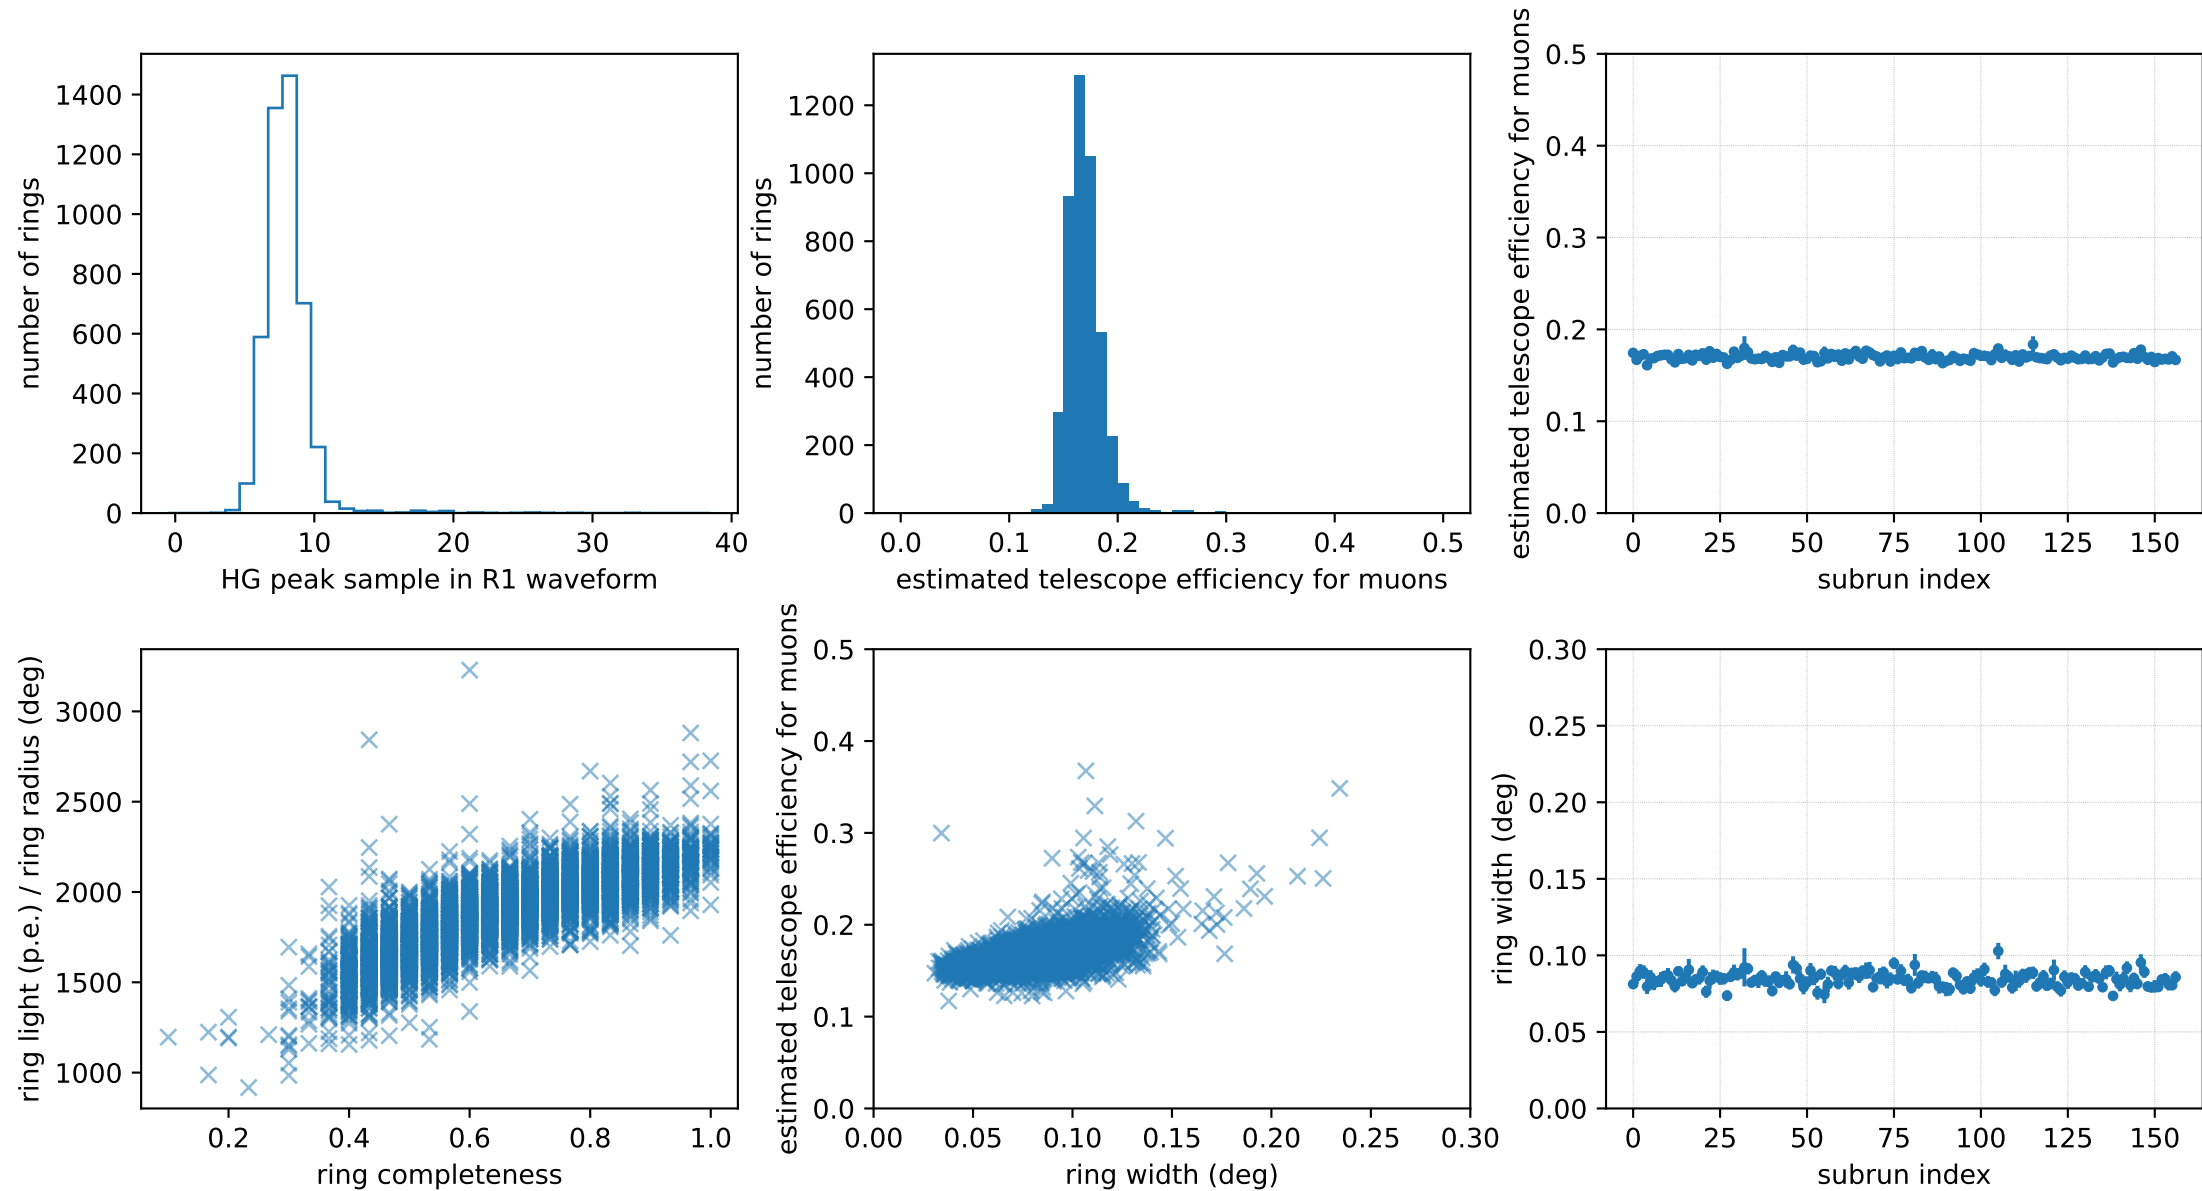 number of rings
1400
1200
1000
800
600
400
200
0
0 10 20 30 40
HG peak sample in R1 waveform
number of rings
1200
1000
800
600
400
200
0
0.0 0.1 0.2 0.3 0.4 0.5
estimated telescope efficiency for muons
estimated telescope efficiency for muons
0.5
0.4
0.3
0.2
0.1
0.0
0 25 50 75 100 125 150
subrun index
ring light (p.e.) / ring radius (deg)
3000
2500
2000
1500
1000
0.2 0.4 0.6 0.8 1.0
ring completeness
estimated telescope efficiency for muons
0.5
0.4
0.3
0.2
0.1
0.0
0.00 0.05 0.10 0.15 0.20 0.25 0.30
ring width (deg)
ring width (deg)
0.30
0.25
0.20
0.15
0.10
0.05
0.00
0 25 50 75 100 125 150
subrun index